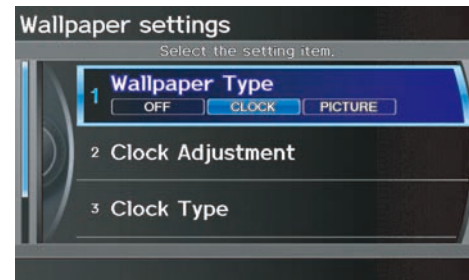 Wallpaper settings
Select the setting item.
1 Wallpaper Type
OFF CLOCK PICTURE
2 Clock Adjustment
3 Clock Type